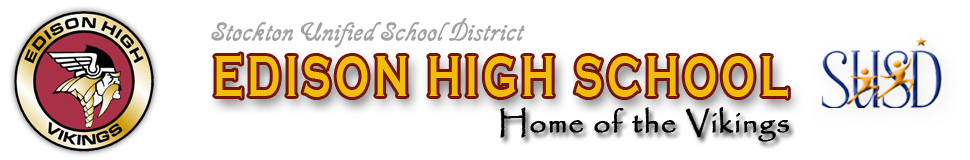 EDISON HIGH
VIKINGS
Stockton Unified School District
EDISON HIGH SCHOOL
Home of the Vikings
SUSD